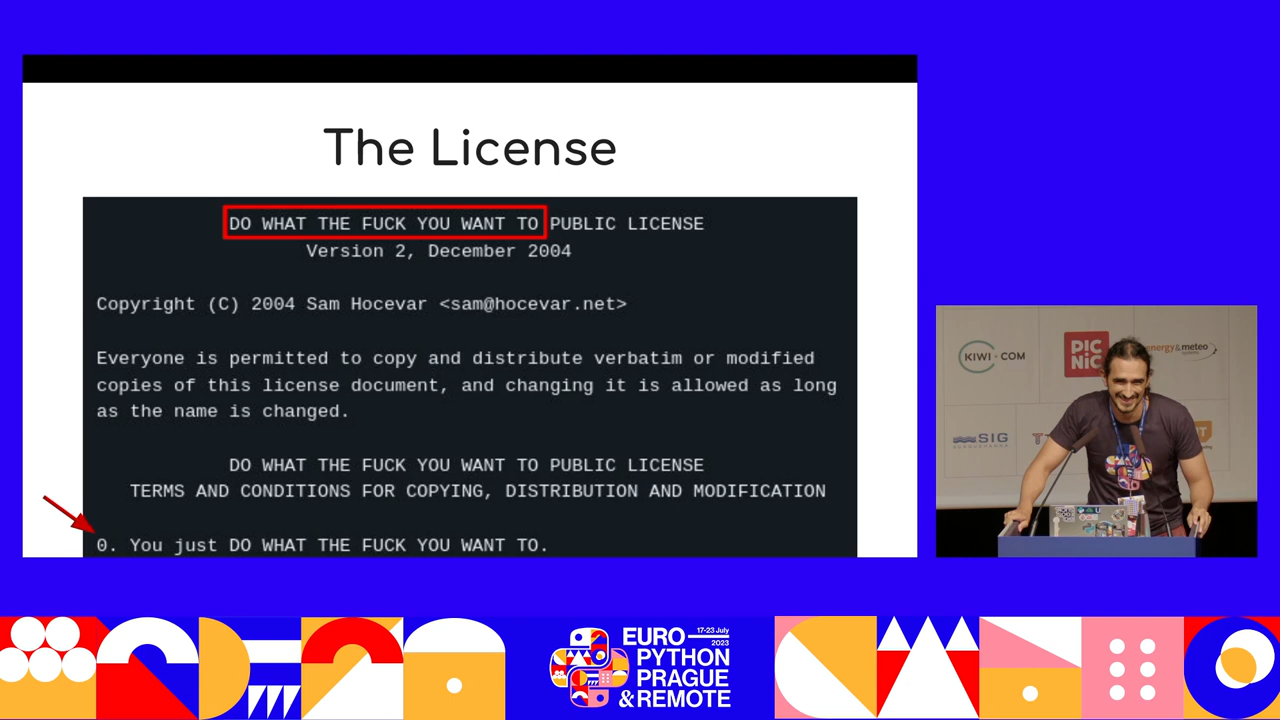 The License
DO WHAT THE FUCK YOU WANT TO PUBLIC LICENSE
Version 2, December 2004
Copyright (C) 2004 Sam Hocevar <sam@hocevar.net>
Everyone is permitted to copy and distribute verbatim or modified
copies of this license document, and changing it is allowed as long
as the name is changed.
DO WHAT THE FUCK YOU WANT TO PUBLIC LICENSE
TERMS AND CONDITIONS FOR COPYING, DISTRIBUTION AND MODIFICATION
0. You just DO WHAT THE FUCK YOU WANT TO.
KIWI·COM
PIC
NIC
energy & meteo
systems
SIG
EURO
17-23 July
2023
PYTHON
PRAGUE
& REMOTE